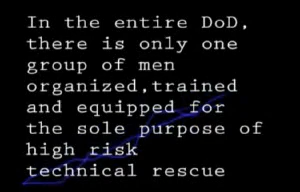 In the entire DoD,
there is only one
group of men
organized,trained
and equipped for
the sole purpose of
high risk
technical rescue